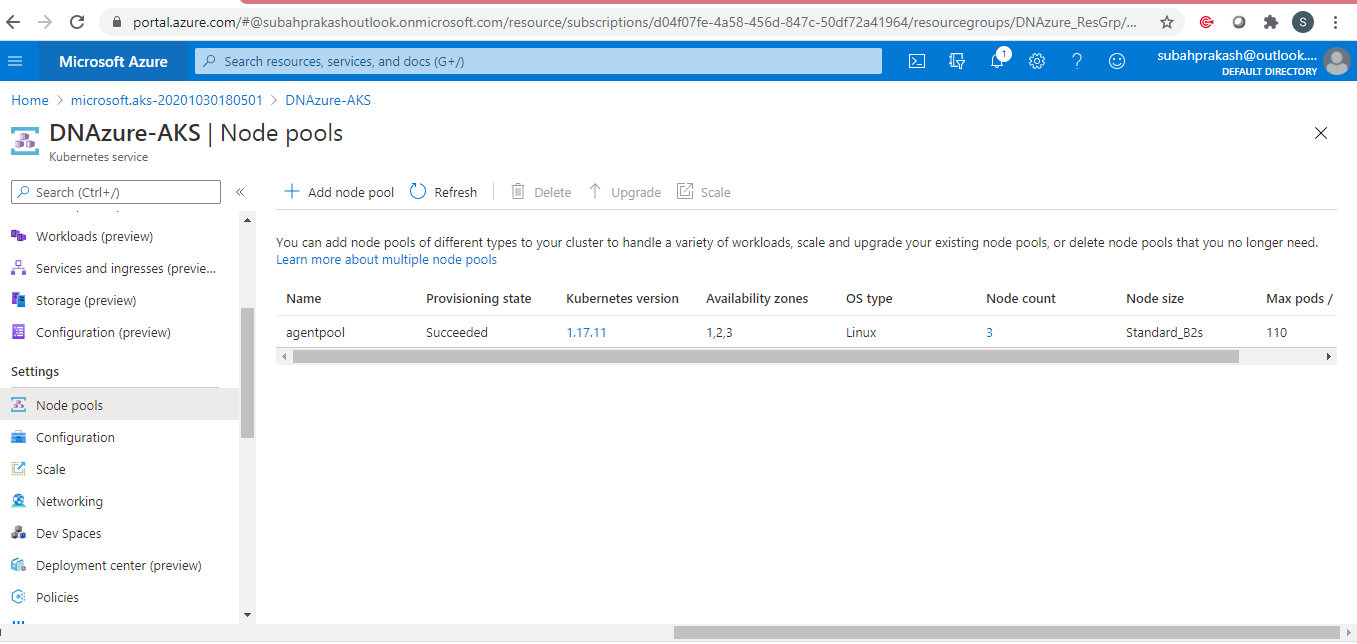 portal.azure.com/#@subahprakashoutlook.onmicrosoft.com/resource/subscriptions/d04f07fe-4a58-456d-847c-50df72a41964/resourcegroups/DNAzure_ResGrp/...
S
Microsoft Azure
Search resources, services, and docs (G+/)
1
subahprakash@outlook....
DEFAULT DIRECTORY
Home > microsoft.aks-20201030180501 > DNAzure-AKS
DNAzure-AKS | Node pools
Kubernetes service
Search (Ctrl+/)
«
Add node pool
Refresh
Delete
Upgrade
Scale
Workloads (preview)
Services and ingresses (previe...
Storage (preview)
Configuration (preview)
Settings
Node pools
Configuration
Scale
Networking
Dev Spaces
Deployment center (preview)
Policies
You can add node pools of different types to your cluster to handle a variety of workloads, scale and upgrade your existing node pools, or delete node pools that you no longer need.
Learn more about multiple node pools
Name Provisioning state Kubernetes version Availability zones OS type Node count Node size Max pods /
agentpool Succeeded 1.17.11 1,2,3 Linux 3 Standard_B2s 110